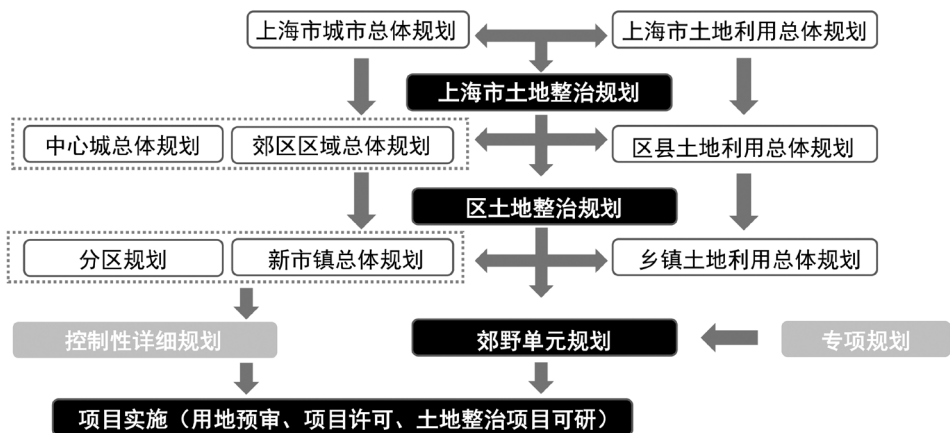 上海市城市总体规划
上海市土地利用总体规划
上海市土地整治规划
中心城总体规划
郊区区域总体规划
区县土地利用总体规划
区土地整治规划
分区规划
新市镇总体规划
乡镇土地利用总体规划
控制性详细规划
郊野单元规划
专项规划
项目实施（用地预审、项目许可、土地整治项目可研）